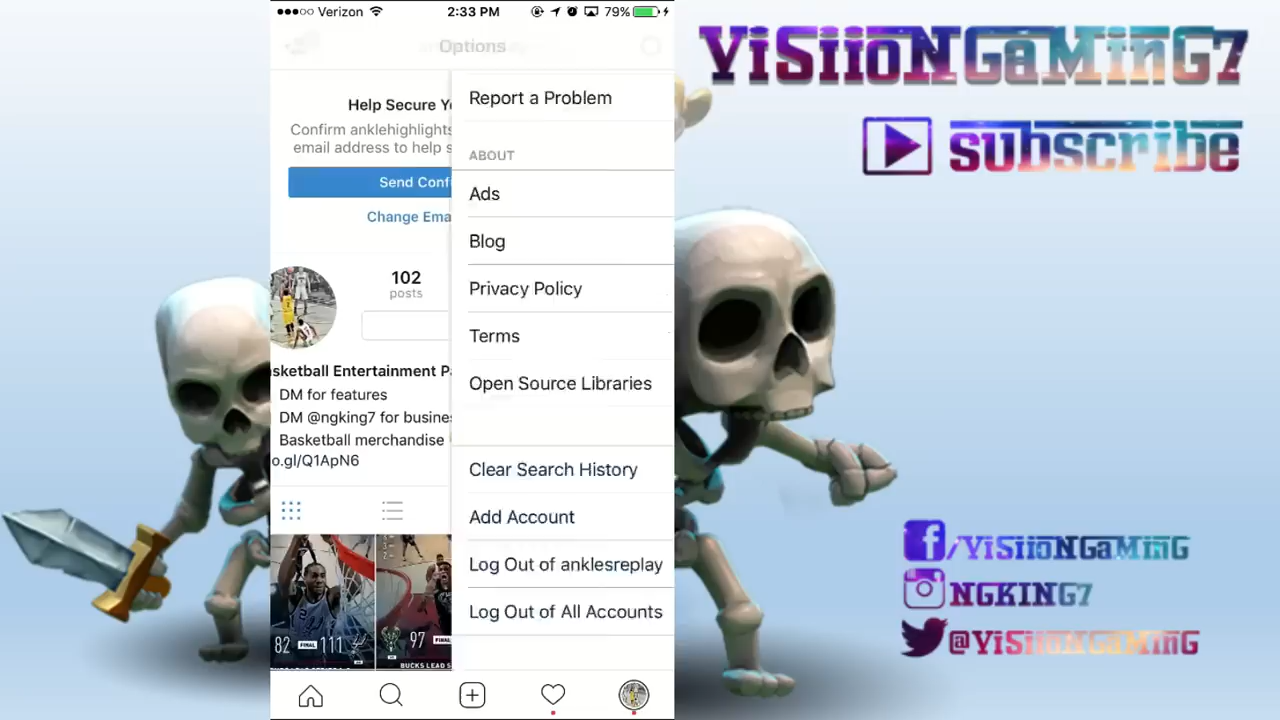 Verizon 2:33 PM 79%
Options
Help Secure Y
Confirm anklehighlights
email address to help s
Send Confi
Change Ema
102
posts
sketball Entertainment P
DM for features
DM @ngking7 for busine
Basketball merchandise
o.gl/Q1ApN6
82 FINAL 111
97 FINAL
BUCKS LEAD S
Report a Problem
ABOUT
Ads
Blog
Privacy Policy
Terms
Open Source Libraries
Clear Search History
Add Account
Log Out of anklesreplay
Log Out of All Accounts
YiSiioNGaMinG7
subscribe
/YiSiioNGaMinG
NGKING7
@YiSiioNGaMinG